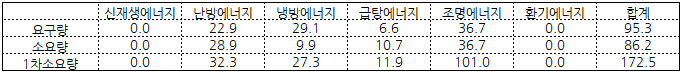 신재생에너지 난방에너지 냉방에너지 급탕에너지 조명에너지 환기에너지 합계
요구량 0.0 22.9 29.1 6.6 36.7 0.0 95.3
소요량 0.0 28.9 9.9 10.7 36.7 0.0 86.2
1차소요량 0.0 32.3 27.3 11.9 101.0 0.0 172.5